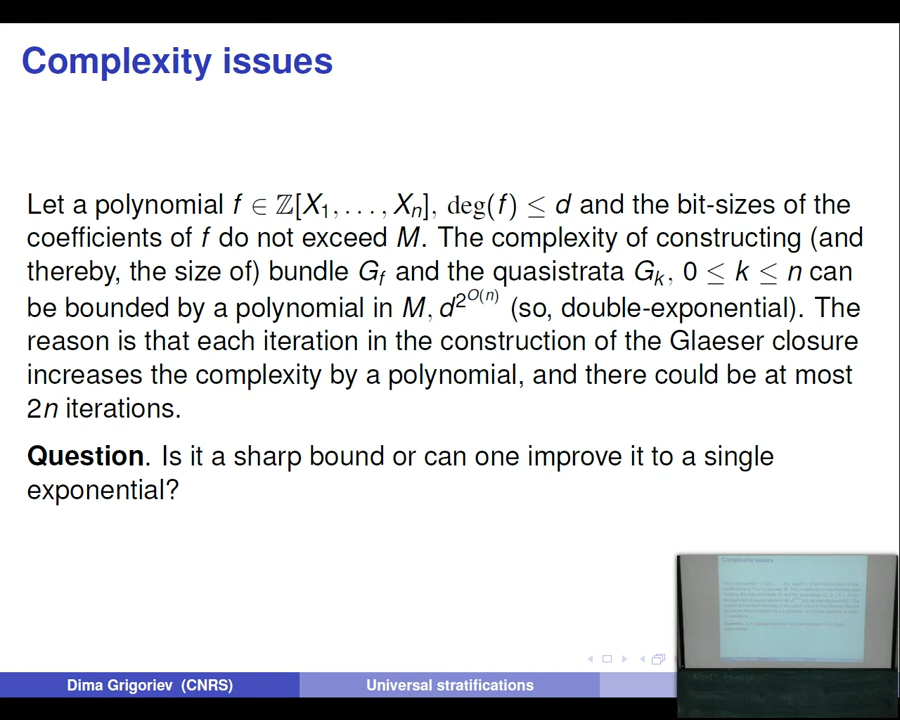 Complexity issues
Let a polynomial f ∈ ℤ[X₁, . . . , Xₙ], deg(f) ≤ d and the bit-sizes of the
coefficients of f do not exceed M. The complexity of constructing (and
thereby, the size of) bundle G_f and the quasistrata G_k, 0 ≤ k ≤ n can
be bounded by a polynomial in M, d^{2^{O(n)}} (so, double-exponential). The
reason is that each iteration in the construction of the Glaeser closure
increases the complexity by a polynomial, and there could be at most
2n iterations.
Question. Is it a sharp bound or can one improve it to a single
exponential?
Complexity issues
Dima Grigoriev (CNRS)
Universal stratifications